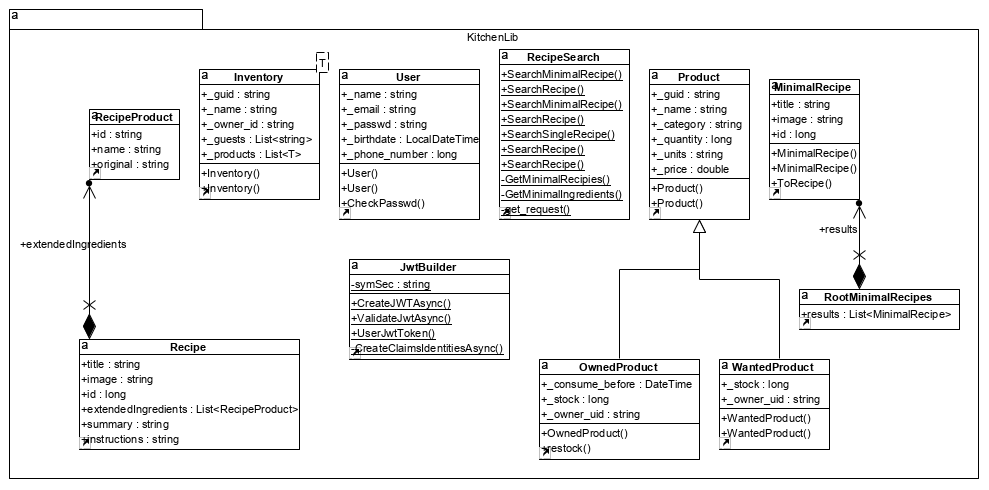 a
KitchenLib
a
RecipeProduct
+id : string
+name : string
+original : string
a
Inventory
T
+_guid : string
+_name : string
+_owner_id : string
+_guests : List<string>
+_products : List<T>
+Inventory()
+Inventory()
a
User
+_name : string
+_email : string
+_passwd : string
+_birthdate : LocalDateTime
+_phone_number : long
+User()
+User()
+CheckPasswd()
a
RecipeSearch
+SearchMinimalRecipe()
+SearchRecipe()
+SearchMinimalRecipe()
+SearchRecipe()
+SearchSingleRecipe()
+SearchRecipe()
+SearchRecipe()
-GetMinimalRecipies()
-GetMinimalIngredients()
-get_request()
a
Product
+_guid : string
+_name : string
+_category : string
+_quantity : long
+_units : string
+_price : double
+Product()
+Product()
a
MinimalRecipe
+title : string
+image : string
+id : long
+MinimalRecipe()
+MinimalRecipe()
+ToRecipe()
+extendedIngredients
+results
a
JwtBuilder
-symSec : string
+CreateJWTAsync()
+ValidateJwtAsync()
+UserJwtToken()
-CreateClaimsIdentitiesAsync()
a
RootMinimalRecipes
+results : List<MinimalRecipe>
a
Recipe
+title : string
+image : string
+id : long
+extendedIngredients : List<RecipeProduct>
+summary : string
+instructions : string
a
OwnedProduct
+_consume_before : DateTime
+_stock : long
+_owner_uid : string
+OwnedProduct()
+restock()
a
WantedProduct
+_stock : long
+_owner_uid : string
+WantedProduct()
+WantedProduct()